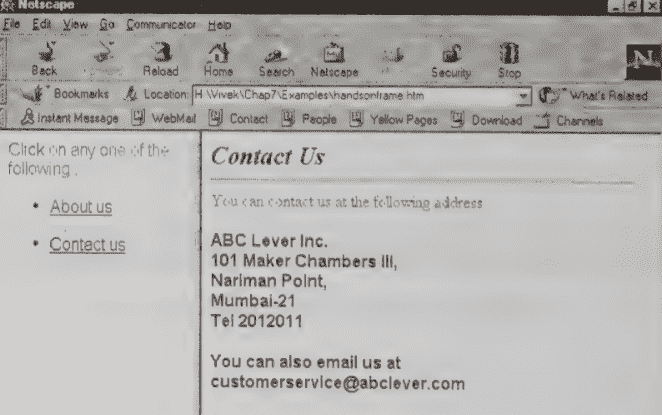 Netscape
File Edit View Go Communicator Help
Back Reload Home Search Netscape Security Stop
N
Bookmarks Location H:\Vivek\Chap7\Examples\handsonframe.htm What's Related
Instant Message WebMail Contact People Yellow Pages Download Channels
Click on any one of the
following .
• About us
• Contact us
Contact Us
You can contact us at the following address
ABC Lever Inc.
101 Maker Chambers III,
Nariman Point,
Mumbai-21
Tel 2012011
You can also email us at
customerservice@abclever.com